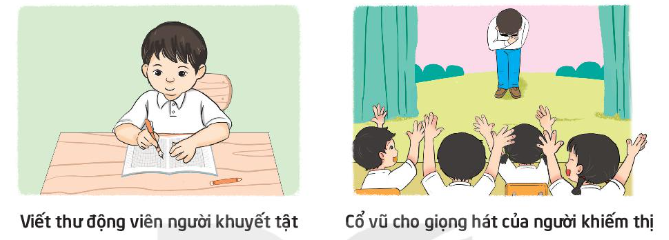 Viết thư động viên người khuyết tật
Cổ vũ cho giọng hát của người khiếm thị